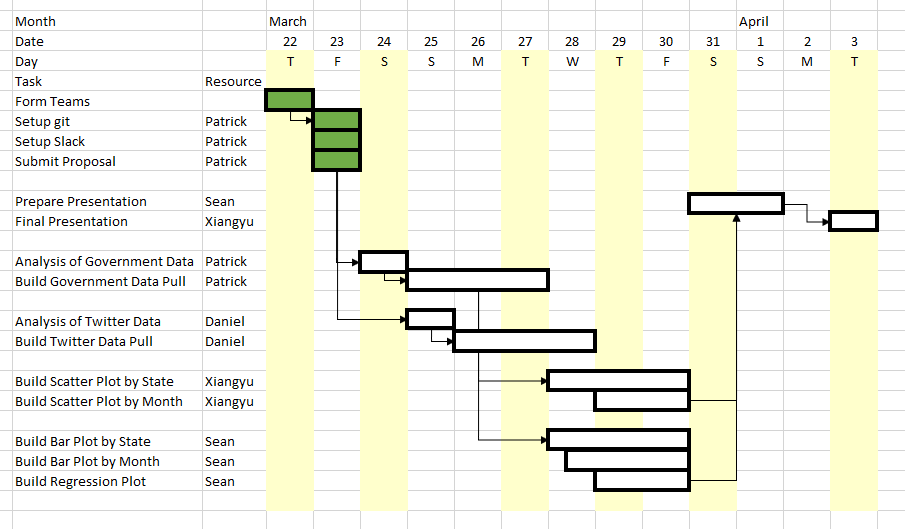 Month March April
Date 22 23 24 25 26 27 28 29 30 31 1 2 3
Day T F S S M T W T F S S M T
Task Resource
Form Teams
Setup git Patrick
Setup Slack Patrick
Submit Proposal Patrick
Prepare Presentation Sean
Final Presentation Xiangyu
Analysis of Government Data Patrick
Build Government Data Pull Patrick
Analysis of Twitter Data Daniel
Build Twitter Data Pull Daniel
Build Scatter Plot by State Xiangyu
Build Scatter Plot by Month Xiangyu
Build Bar Plot by State Sean
Build Bar Plot by Month Sean
Build Regression Plot Sean